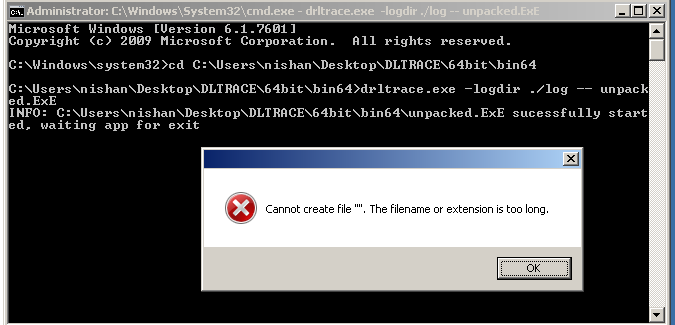 Administrator: C:\Windows\System32\cmd.exe - drltrace.exe -logdir ./log -- unpacked.ExE
Microsoft Windows [Version 6.1.7601]
Copyright (c) 2009 Microsoft Corporation.  All rights reserved.
C:\Windows\system32>cd C:\Users\nishan\Desktop\DLTRACE\64bit\bin64
C:\Users\nishan\Desktop\DLTRACE\64bit\bin64>drltrace.exe -logdir ./log -- unpack
ed.ExE
INFO: C:\Users\nishan\Desktop\DLTRACE\64bit\bin64\unpacked.ExE sucessfully start
ed, waiting app for exit
Cannot create file "". The filename or extension is too long.
OK